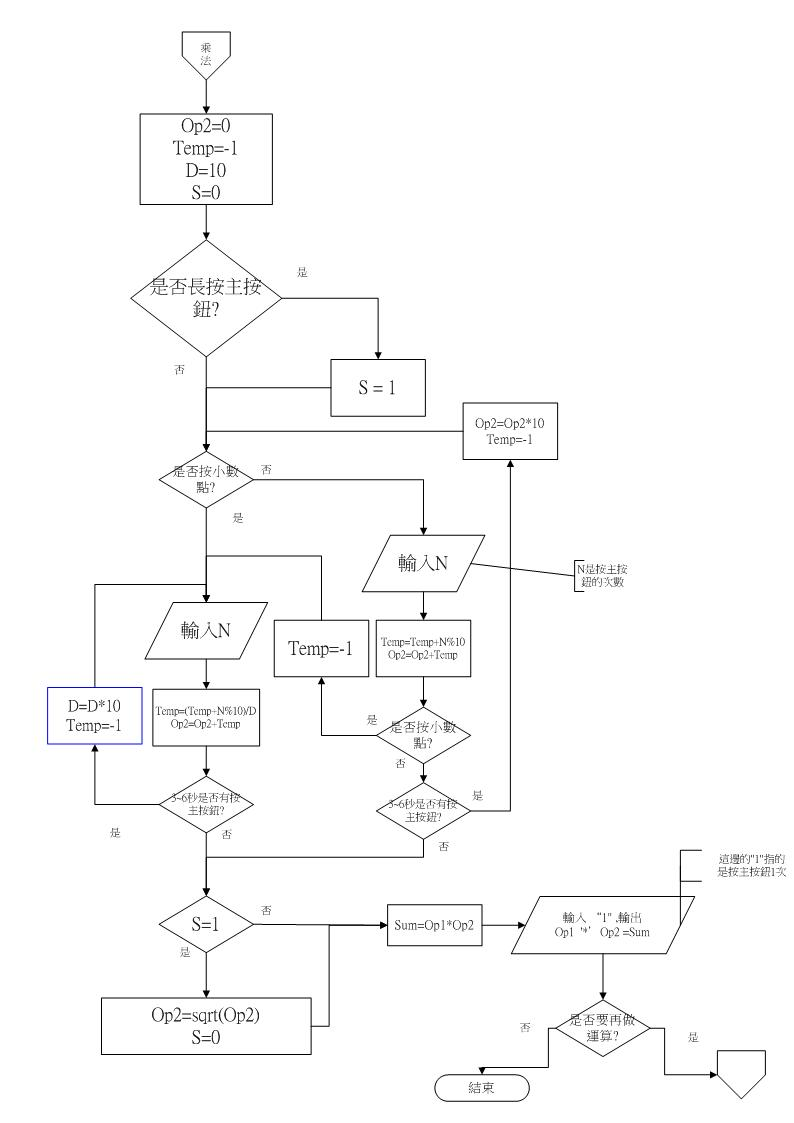 乘
法
Op2=0
Temp=-1
D=10
S=0
是否長按主按
鈕?
是
否
S = 1
Op2=Op2*10
Temp=-1
是否按小數
點?
否
是
輸入N
N是按主按
鈕的次數
輸入N
Temp=-1
Temp=Temp+N%10
Op2=Op2+Temp
D=D*10
Temp=-1
Temp=(Temp+N%10)/D
Op2=Op2+Temp
是
是否按小數
點?
否
3~6秒是否有按
主按鈕?
是
否
3~6秒是否有按
主按鈕?
是
否
這邊的"1"指的
是按主按鈕1次
S=1
否
是
Sum=Op1*Op2
輸入 “1" ,輸出
Op1 '*' Op2 =Sum
Op2=sqrt(Op2)
S=0
是否要再做
運算?
否
是
結束